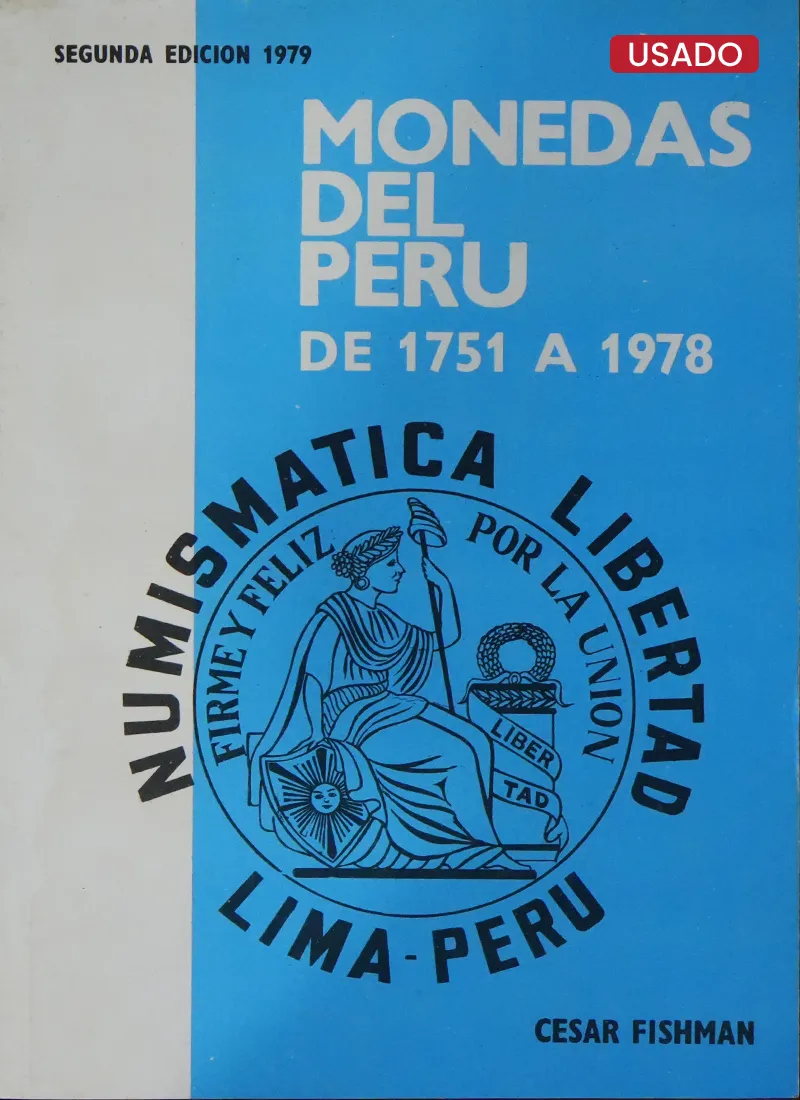 SEGUNDA EDICION 1979
USADO
MONEDAS
DEL
PERU
DE 1751 A 1978
NUMISMATICA LIBERTAD
FIRME Y FELIZ POR LA UNION
LIBER
TAD
LIMA-PERU
CESAR FISHMAN